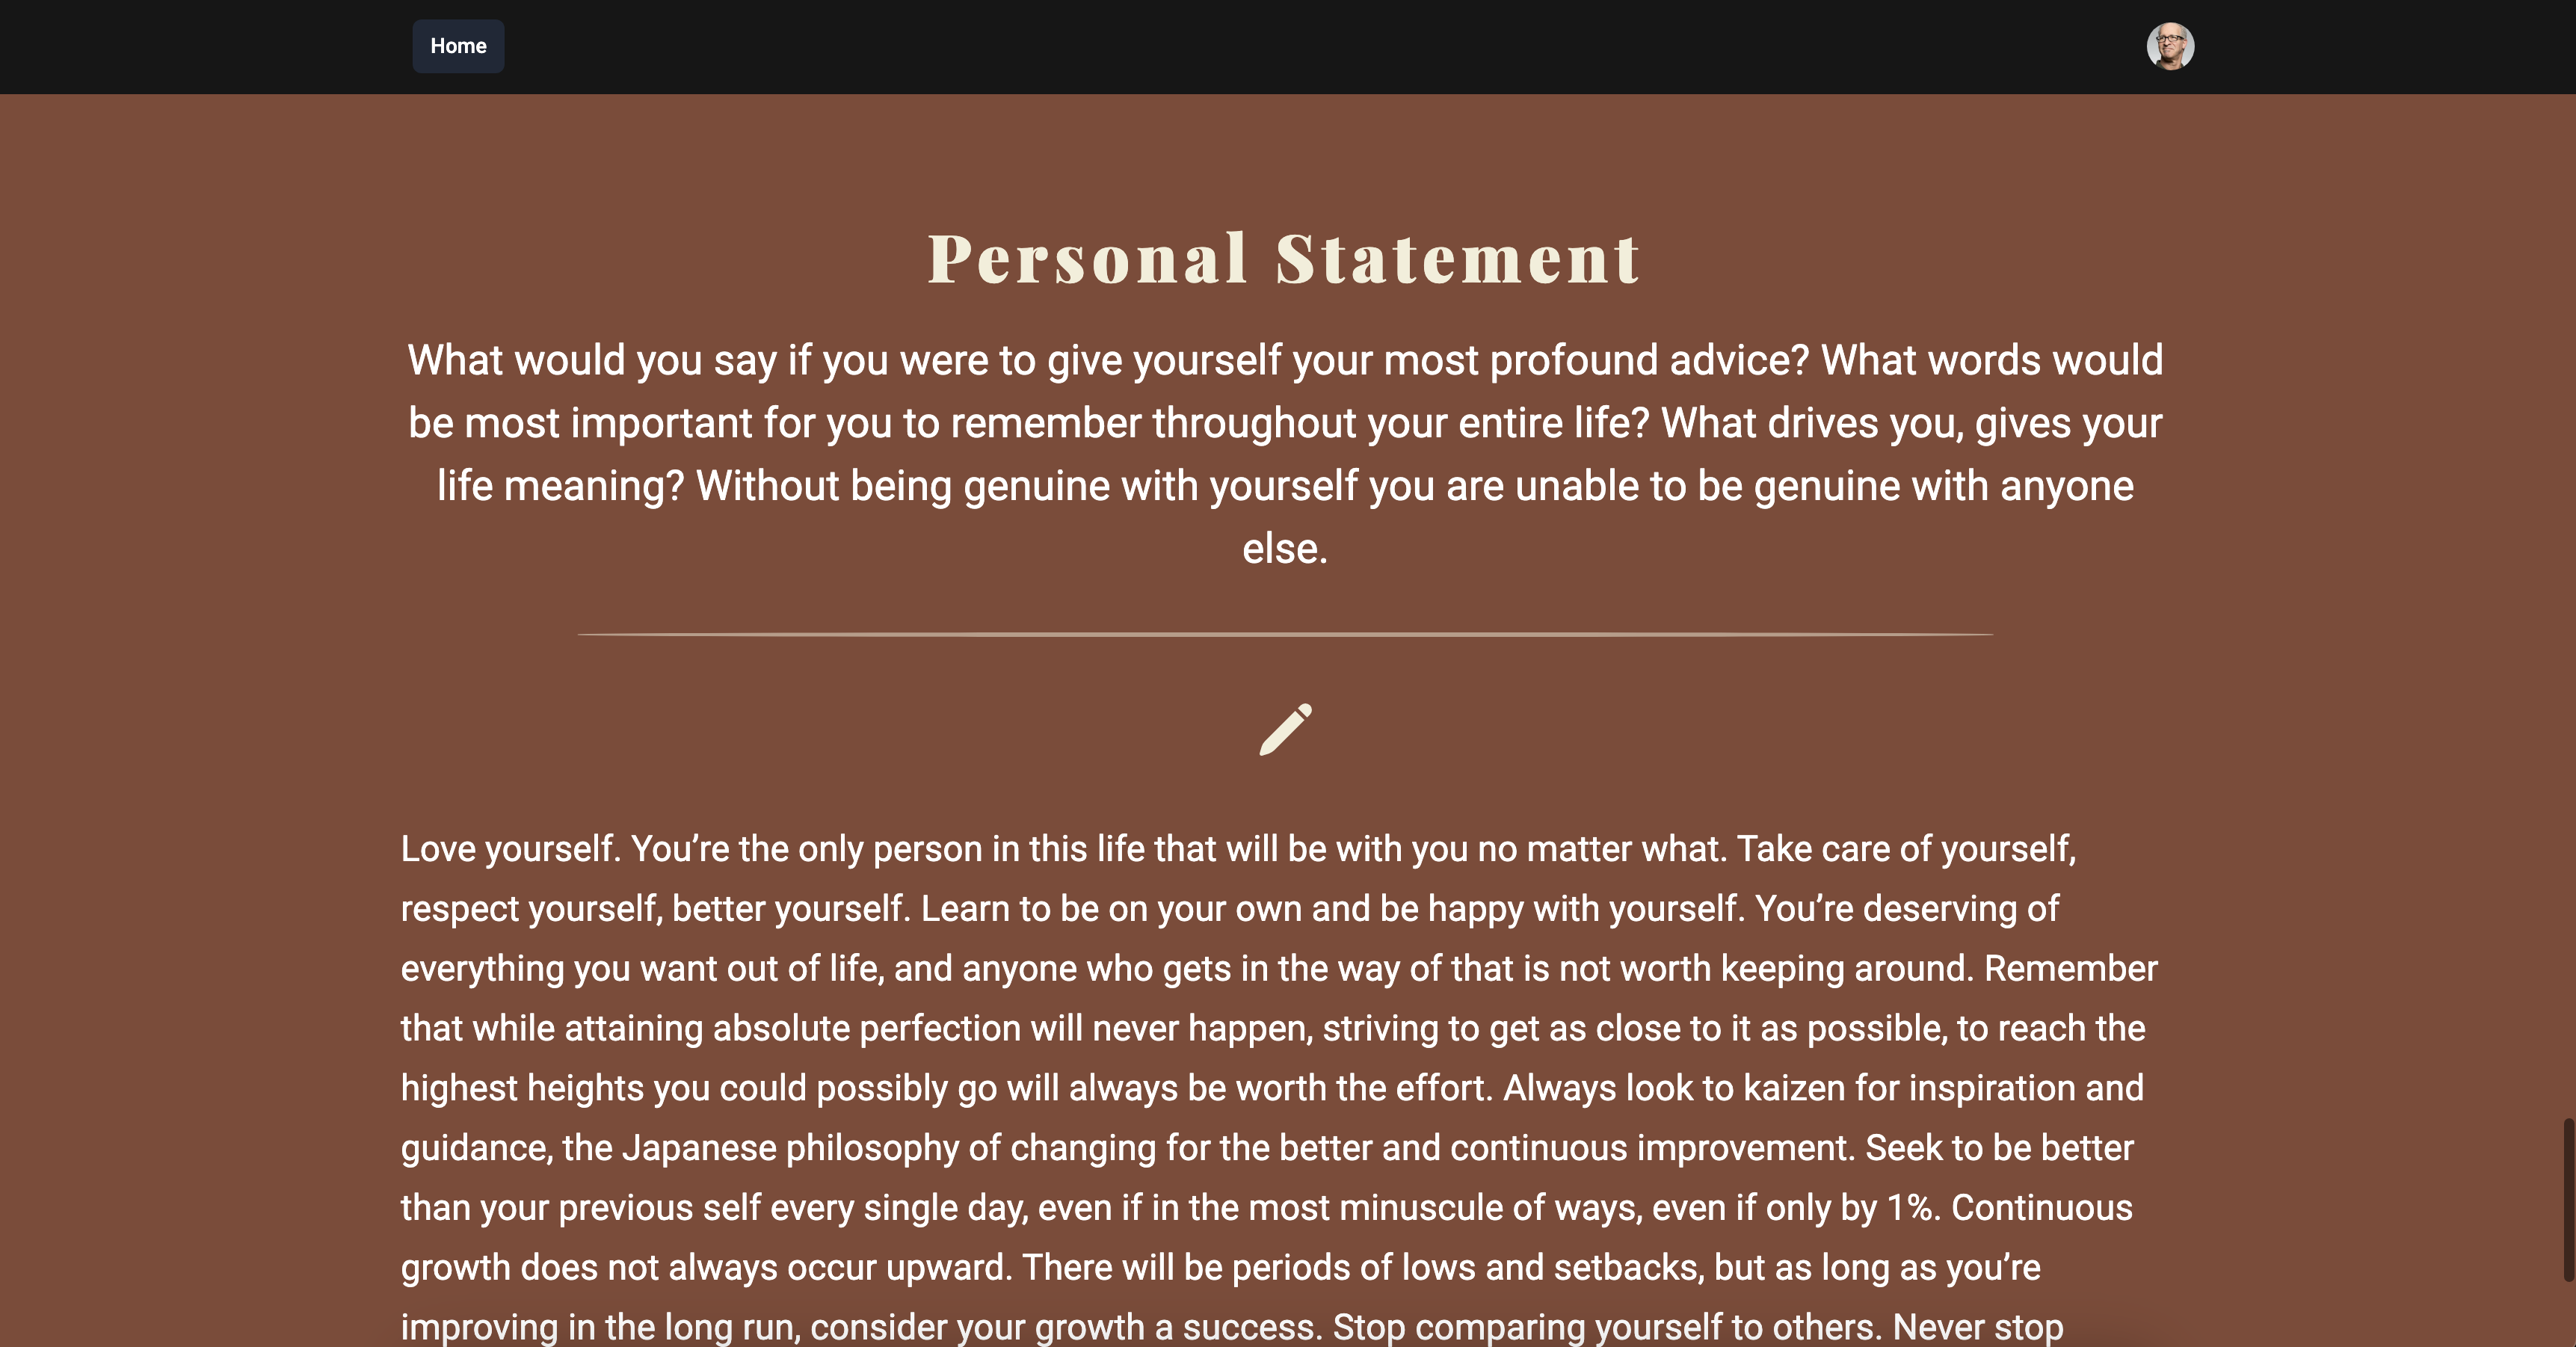 Home
Personal Statement
What would you say if you were to give yourself your most profound advice? What words would
be most important for you to remember throughout your entire life? What drives you, gives your
life meaning? Without being genuine with yourself you are unable to be genuine with anyone
else.
Love yourself. You’re the only person in this life that will be with you no matter what. Take care of yourself,
respect yourself, better yourself. Learn to be on your own and be happy with yourself. You’re deserving of
everything you want out of life, and anyone who gets in the way of that is not worth keeping around. Remember
that while attaining absolute perfection will never happen, striving to get as close to it as possible, to reach the
highest heights you could possibly go will always be worth the effort. Always look to kaizen for inspiration and
guidance, the Japanese philosophy of changing for the better and continuous improvement. Seek to be better
than your previous self every single day, even if in the most minuscule of ways, even if only by 1%. Continuous
growth does not always occur upward. There will be periods of lows and setbacks, but as long as you’re
improving in the long run, consider your growth a success. Stop comparing yourself to others. Never stop